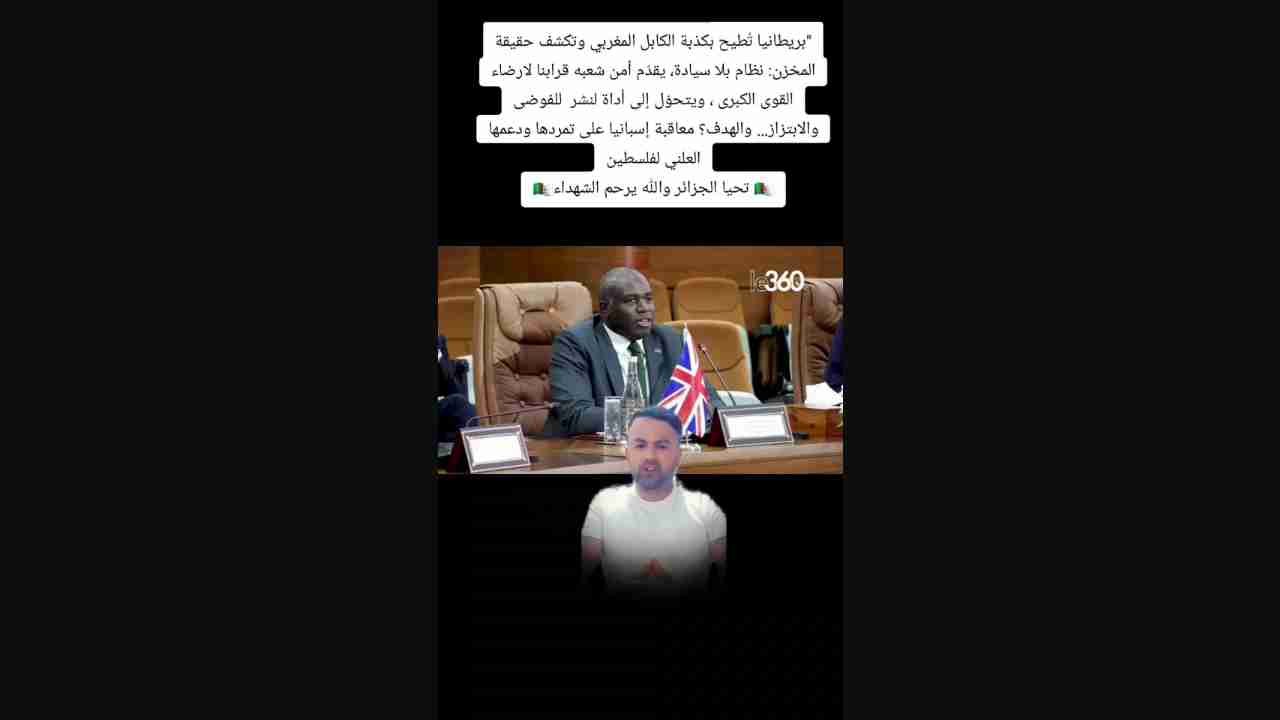 "بريطانيا تُطيح بكذبة الكابل المغربي وتكشف حقيقة
المخزن: نظام بلا سيادة، يقدّم أمن شعبه قرابنا لارضاء
القوى الكبرى ، ويتحوّل إلى أداة لنشر للفوضى
والابتزاز... والهدف؟ معاقبة إسبانيا على تمردها ودعمها
العلني لفلسطين
🇩🇿 تحيا الجزائر والله يرحم الشهداء 🇩🇿
le360